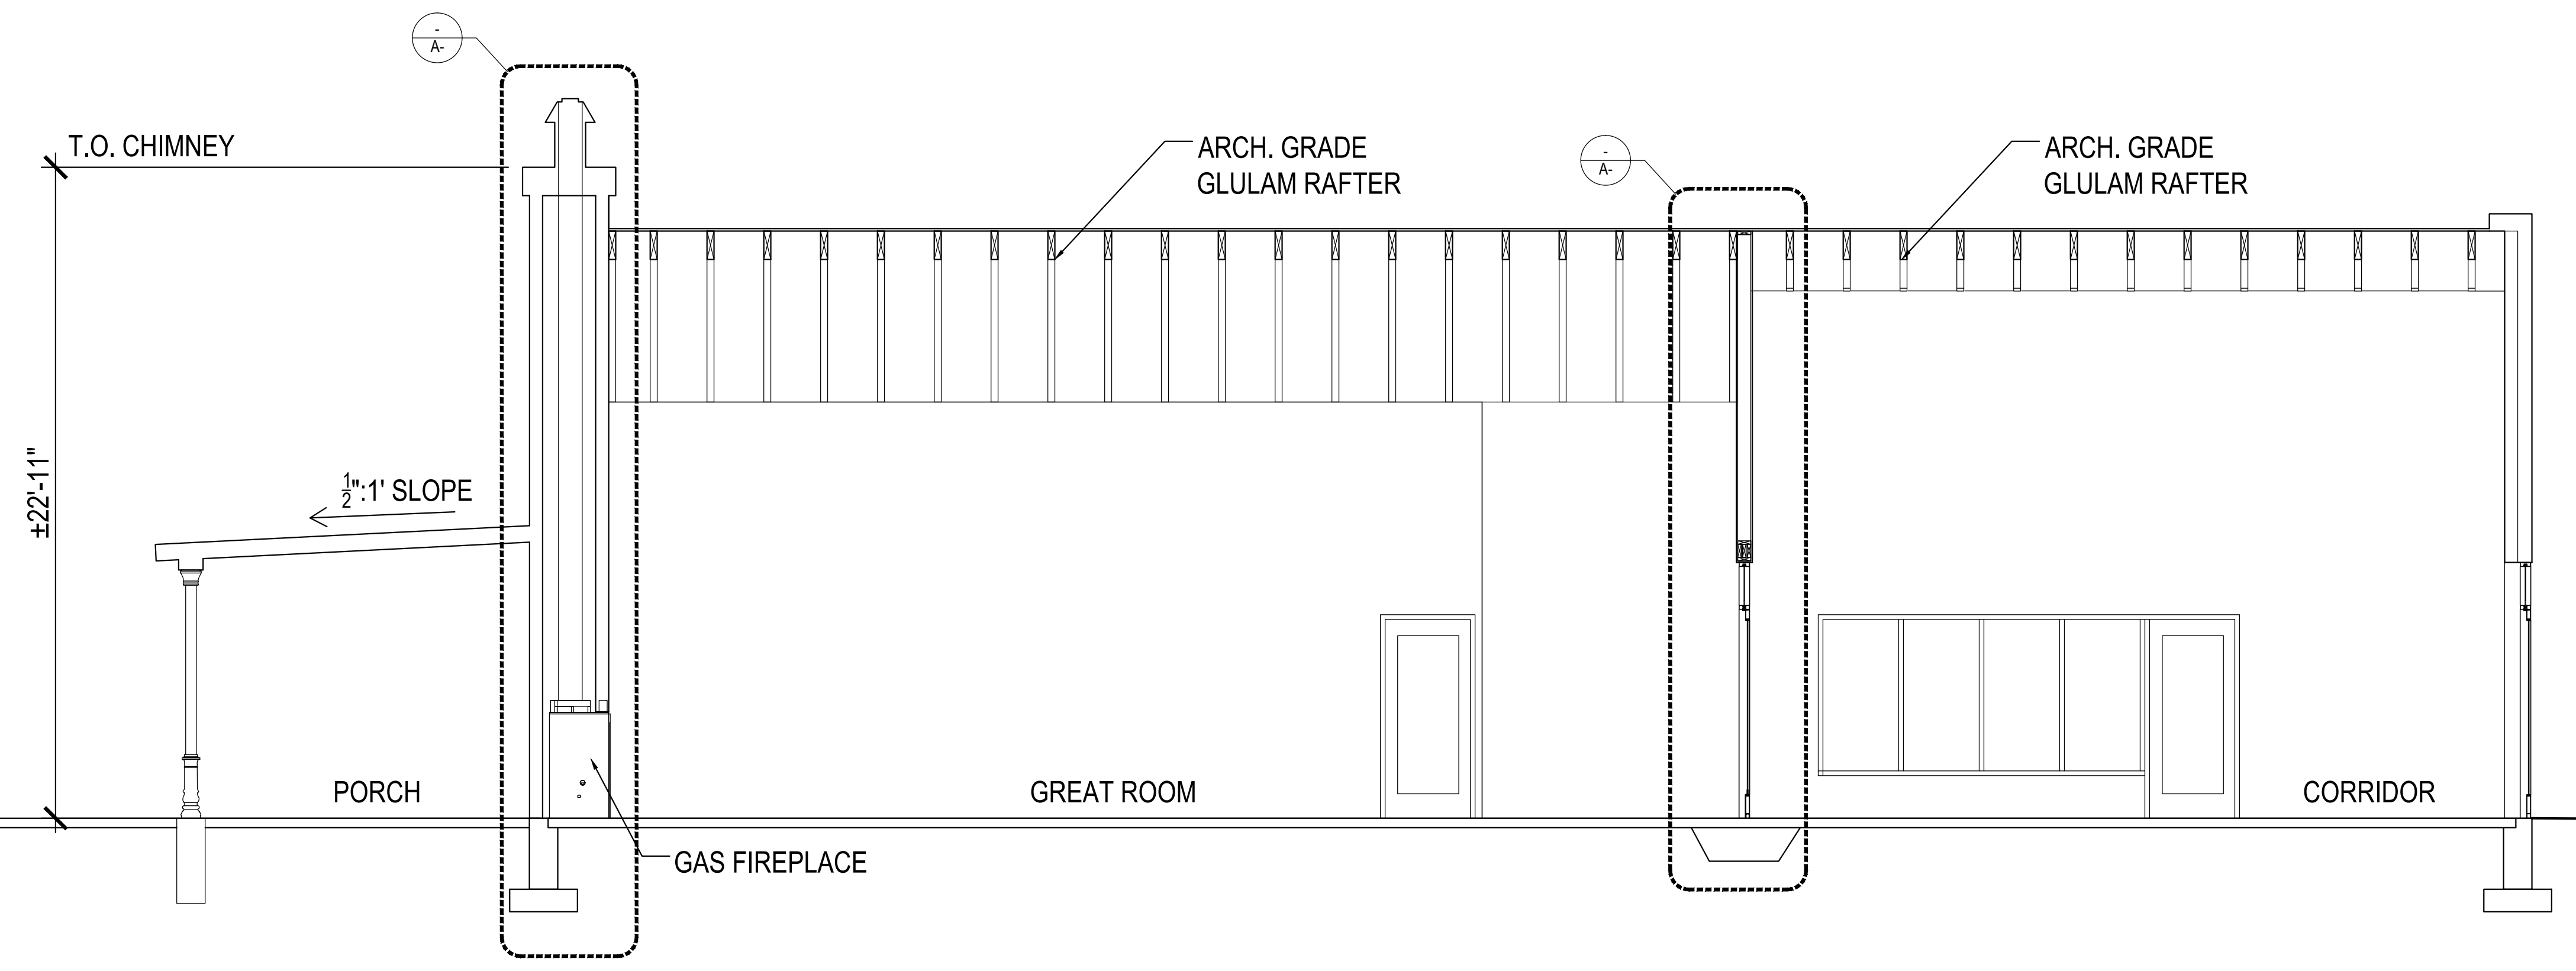 -
A-
T.O. CHIMNEY
ARCH. GRADE
GLULAM RAFTER
-
A-
ARCH. GRADE
GLULAM RAFTER
±22'-11"
½":1' SLOPE
PORCH
GREAT ROOM
CORRIDOR
GAS FIREPLACE